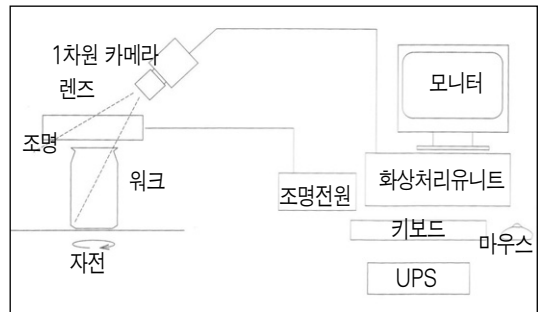 1차원 카메라
렌즈
모니터
조명
워크
조명전원
화상처리유니트
키보드
마우스
자전
UPS